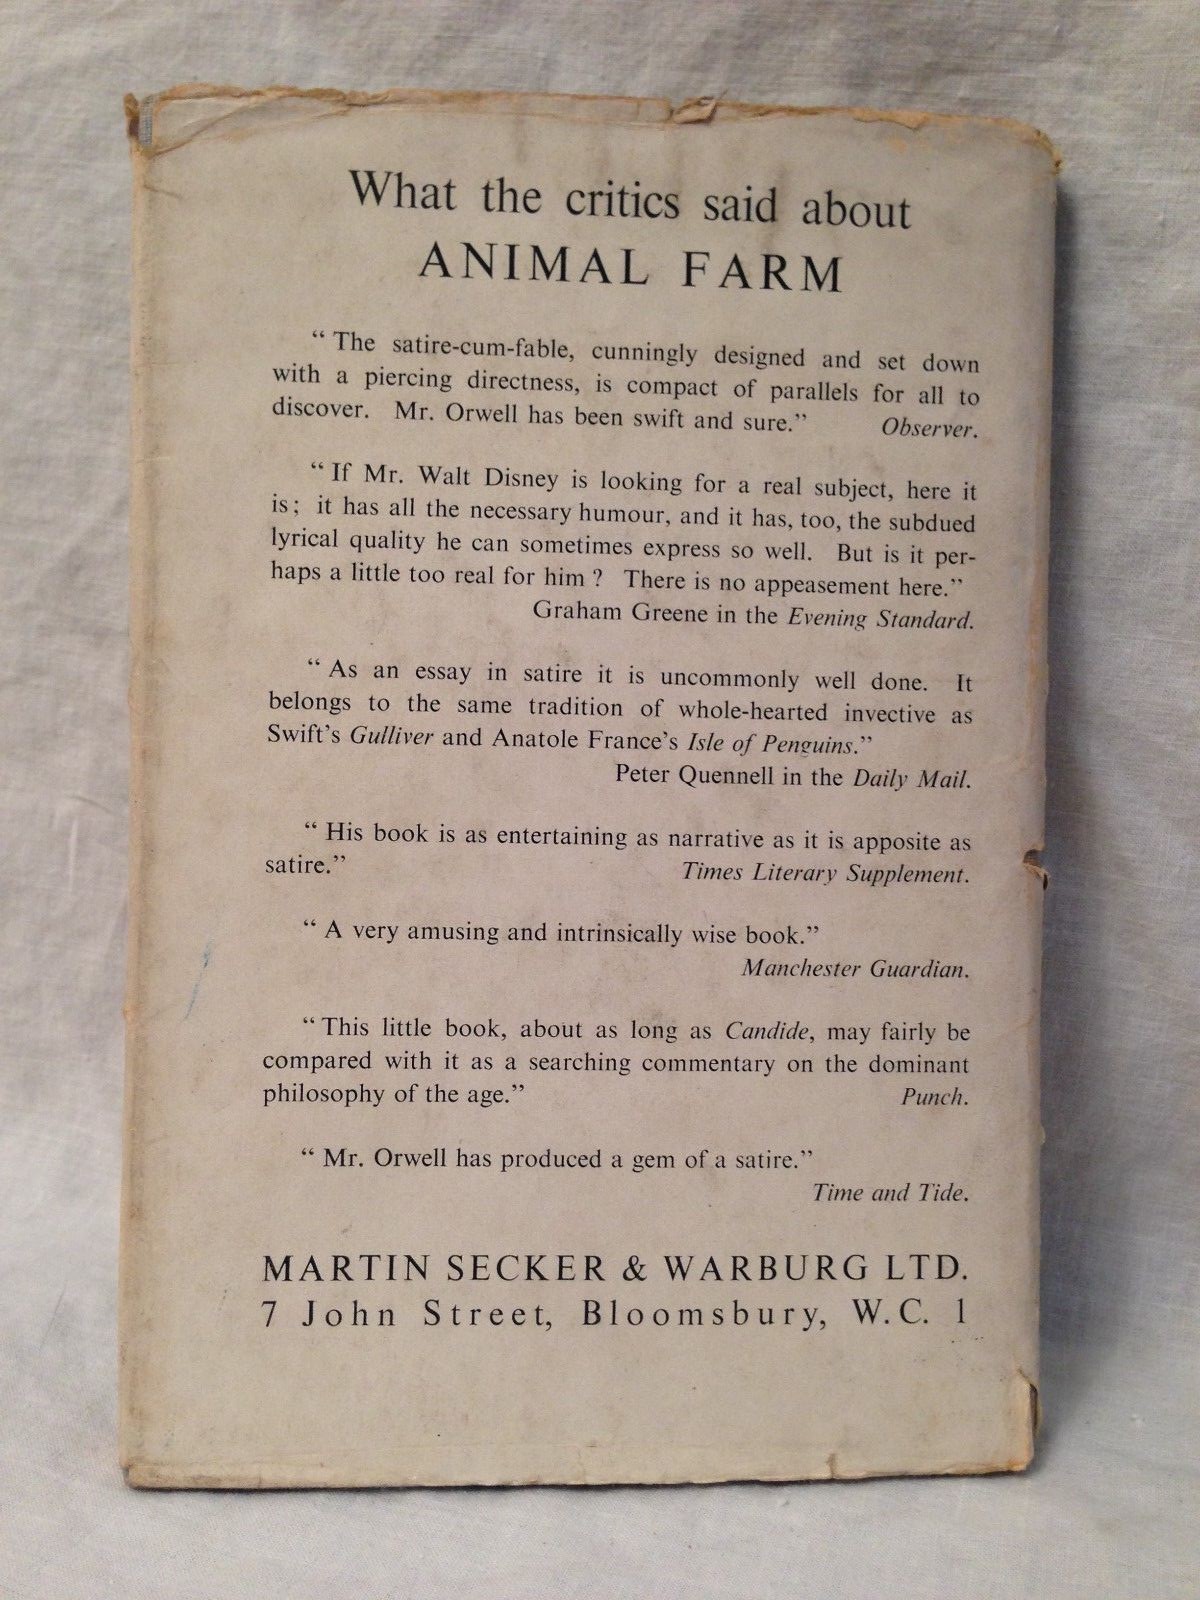 What the critics said about
ANIMAL FARM
“ The satire-cum-fable, cunningly designed and set down
with a piercing directness, is compact of parallels for all to
discover. Mr. Orwell has been swift and sure.” Observer.
“ If Mr. Walt Disney is looking for a real subject, here it
is; it has all the necessary humour, and it has, too, the subdued
lyrical quality he can sometimes express so well. But is it per-
haps a little too real for him ? There is no appeasement here.”
Graham Greene in the Evening Standard.
“ As an essay in satire it is uncommonly well done. It
belongs to the same tradition of whole-hearted invective as
Swift’s Gulliver and Anatole France’s Isle of Penguins.”
Peter Quennell in the Daily Mail.
“ His book is as entertaining as narrative as it is apposite as
satire.” Times Literary Supplement.
“ A very amusing and intrinsically wise book.”
Manchester Guardian.
“ This little book, about as long as Candide, may fairly be
compared with it as a searching commentary on the dominant
philosophy of the age.” Punch.
“ Mr. Orwell has produced a gem of a satire.”
Time and Tide.
MARTIN SECKER & WARBURG LTD.
7 John Street, Bloomsbury, W.C. 1